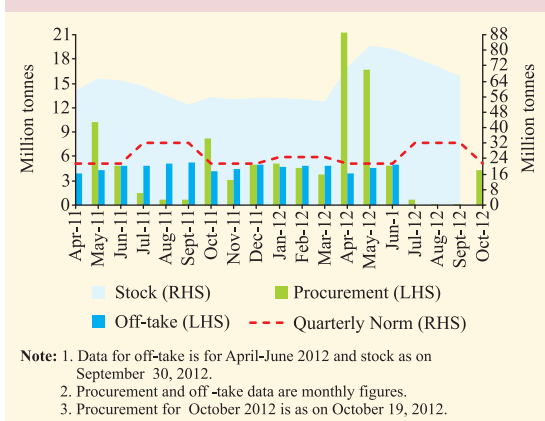 Million tonnes
21
18
15
12
9
6
3
0
88
80
72
64
56
48
40
32
24
16
8
0
Million tonnes
Apr-11
May-11
Jun-11
Jul-11
Aug-11
Sept-11
Oct-11
Nov-11
Dec-11
Jan-12
Feb-12
Mar-12
Apr-12
May-12
Jun-1
Jul-12
Aug-12
Sept-12
Oct-12
Stock (RHS) Procurement (LHS)
Off-take (LHS) Quarterly Norm (RHS)
Note: 1. Data for off-take is for April-June 2012 and stock as on
September 30, 2012.
2. Procurement and off -take data are monthly figures.
3. Procurement for October 2012 is as on October 19, 2012.